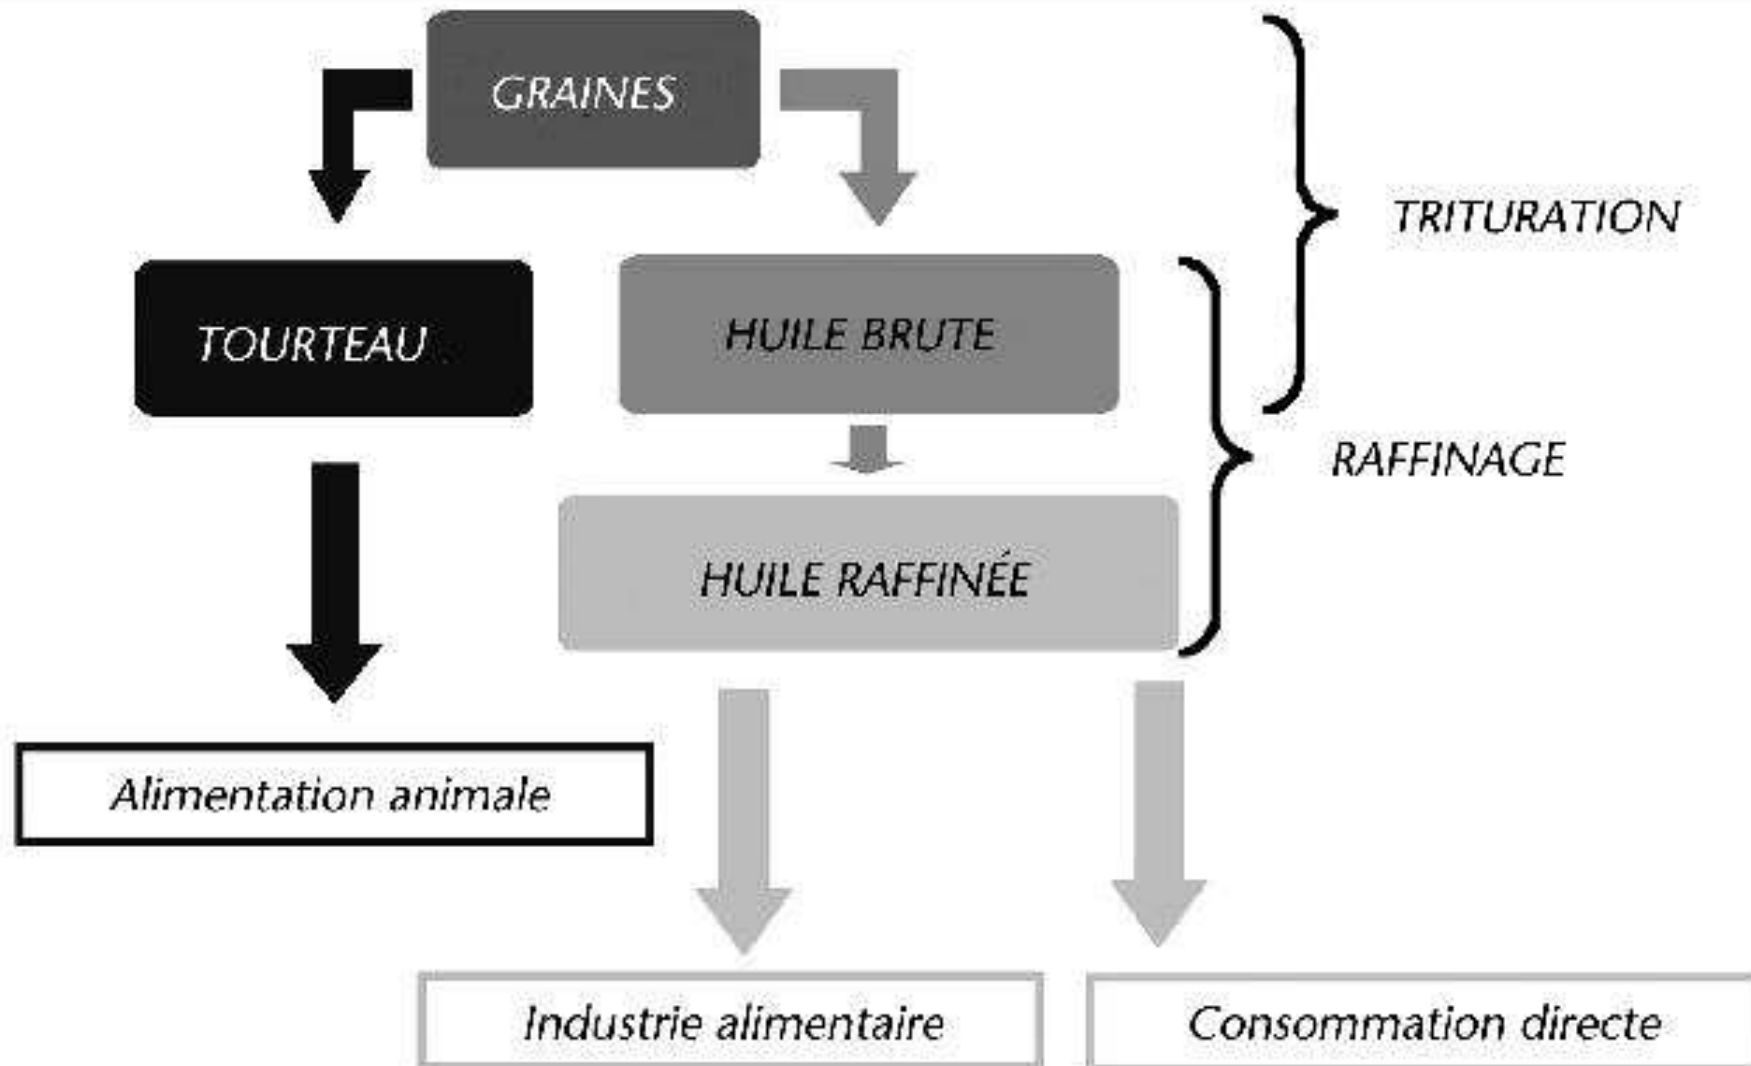 GRAINES
TRITURATION
TOURTEAU
HUILE BRUTE
RAFFINAGE
HUILE RAFFINÉE
Alimentation animale
Industrie alimentaire
Consommation directe